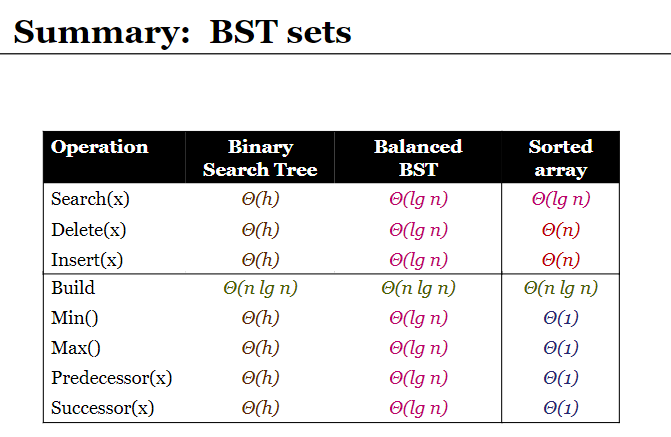 Summary: BST sets
Operation Binary Search Tree Balanced BST Sorted array
Search(x) Θ(h) Θ(lg n) Θ(lg n)
Delete(x) Θ(h) Θ(lg n) Θ(n)
Insert(x) Θ(h) Θ(lg n) Θ(n)
Build Θ(n lg n) Θ(n lg n) Θ(n lg n)
Min() Θ(h) Θ(lg n) Θ(1)
Max() Θ(h) Θ(lg n) Θ(1)
Predecessor(x) Θ(h) Θ(lg n) Θ(1)
Successor(x) Θ(h) Θ(lg n) Θ(1)